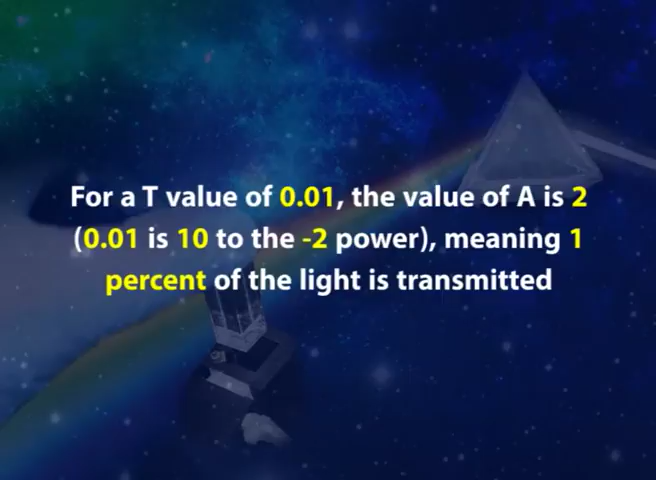 For a T value of 0.01, the value of A is 2
(0.01 is 10 to the -2 power), meaning 1
percent of the light is transmitted